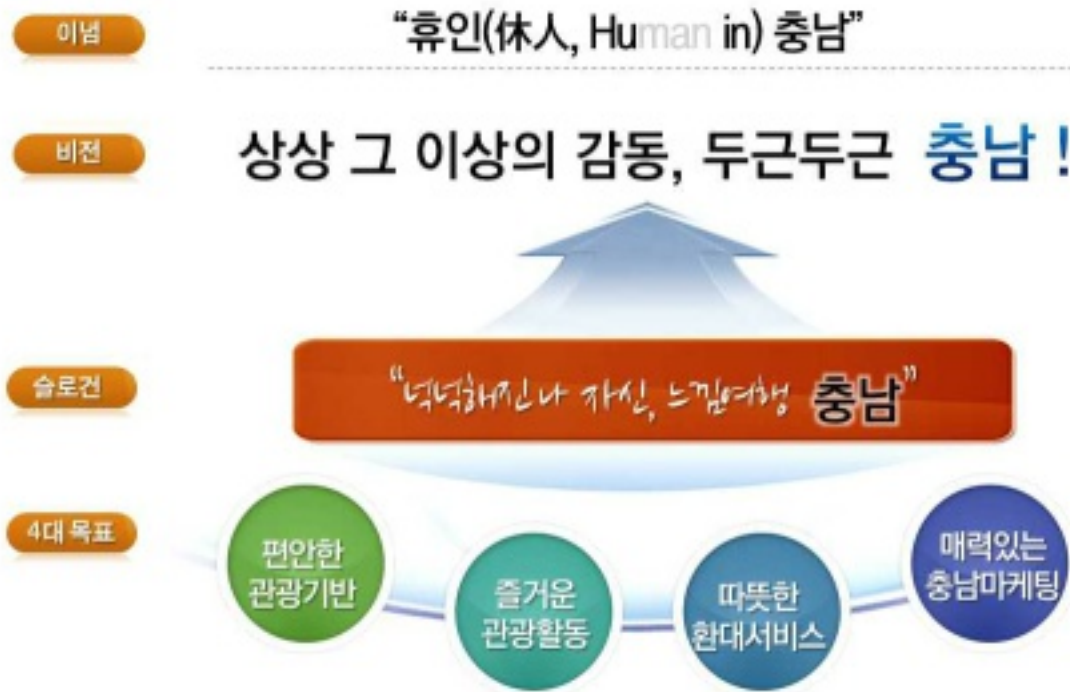 이념
“휴인(休人, Human in) 충남”
비전
상상 그 이상의 감동, 두근두근 충남 !
슬로건
“넉넉해진 나 자신, 느낌여행 충남”
4대 목표
편안한
관광기반
즐거운
관광활동
따뜻한
환대서비스
매력있는
충남마케팅